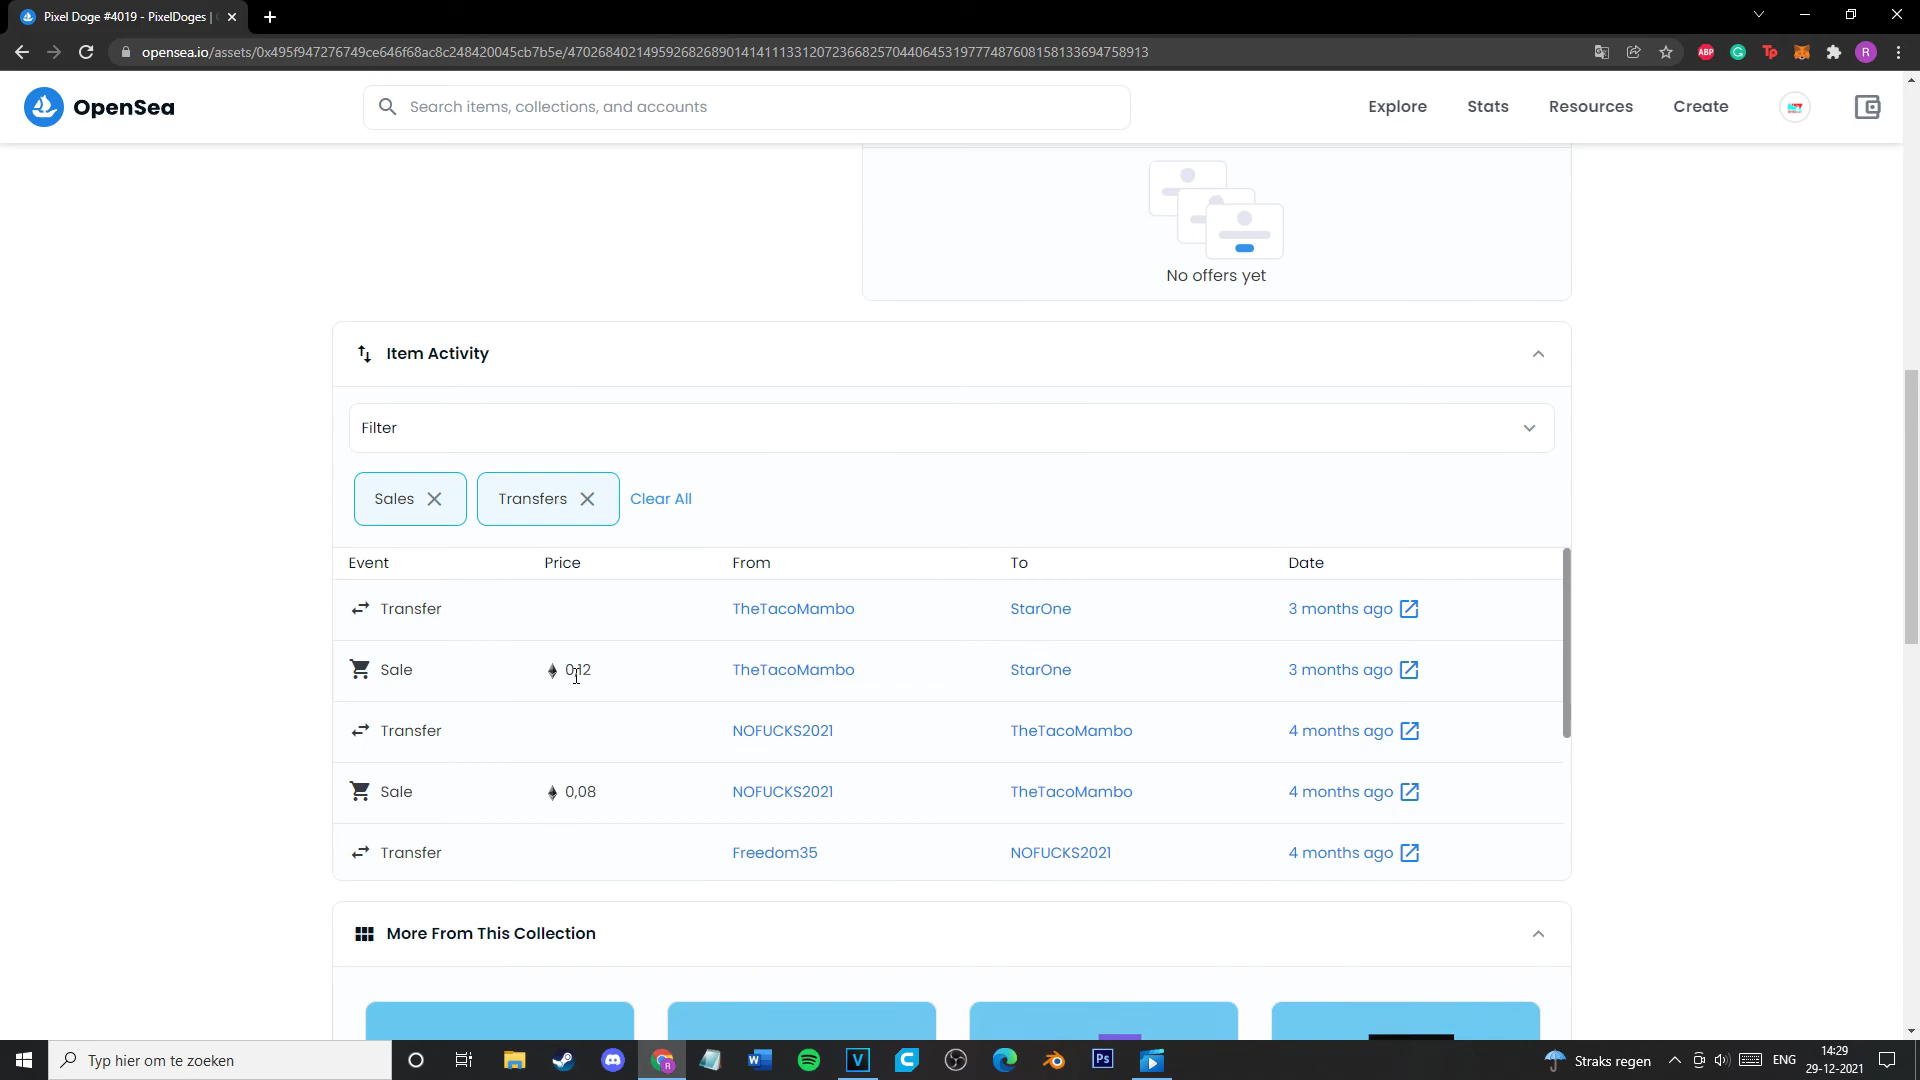 Pixel Doge #4019 - PixelDoges |
opensea.io/assets/0x495f947276749ce646f68ac8c248420045cb7b5e/47026840214959268268901414111331207236682570440645319777487608158133694758913
ABP
Tp
R
OpenSea
Search items, collections, and accounts
Explore
Stats
Resources
Create
No offers yet
Item Activity
Filter
Sales
Transfers
Clear All
Event Price From To Date
Transfer TheTacoMambo StarOne 3 months ago
Sale 0,12 TheTacoMambo StarOne 3 months ago
Transfer NOFUCKS2021 TheTacoMambo 4 months ago
Sale 0,08 NOFUCKS2021 TheTacoMambo 4 months ago
Transfer Freedom35 NOFUCKS2021 4 months ago
More From This Collection
Typ hier om te zoeken
Ps
Straks regen
ENG
14:29
29-12-2021